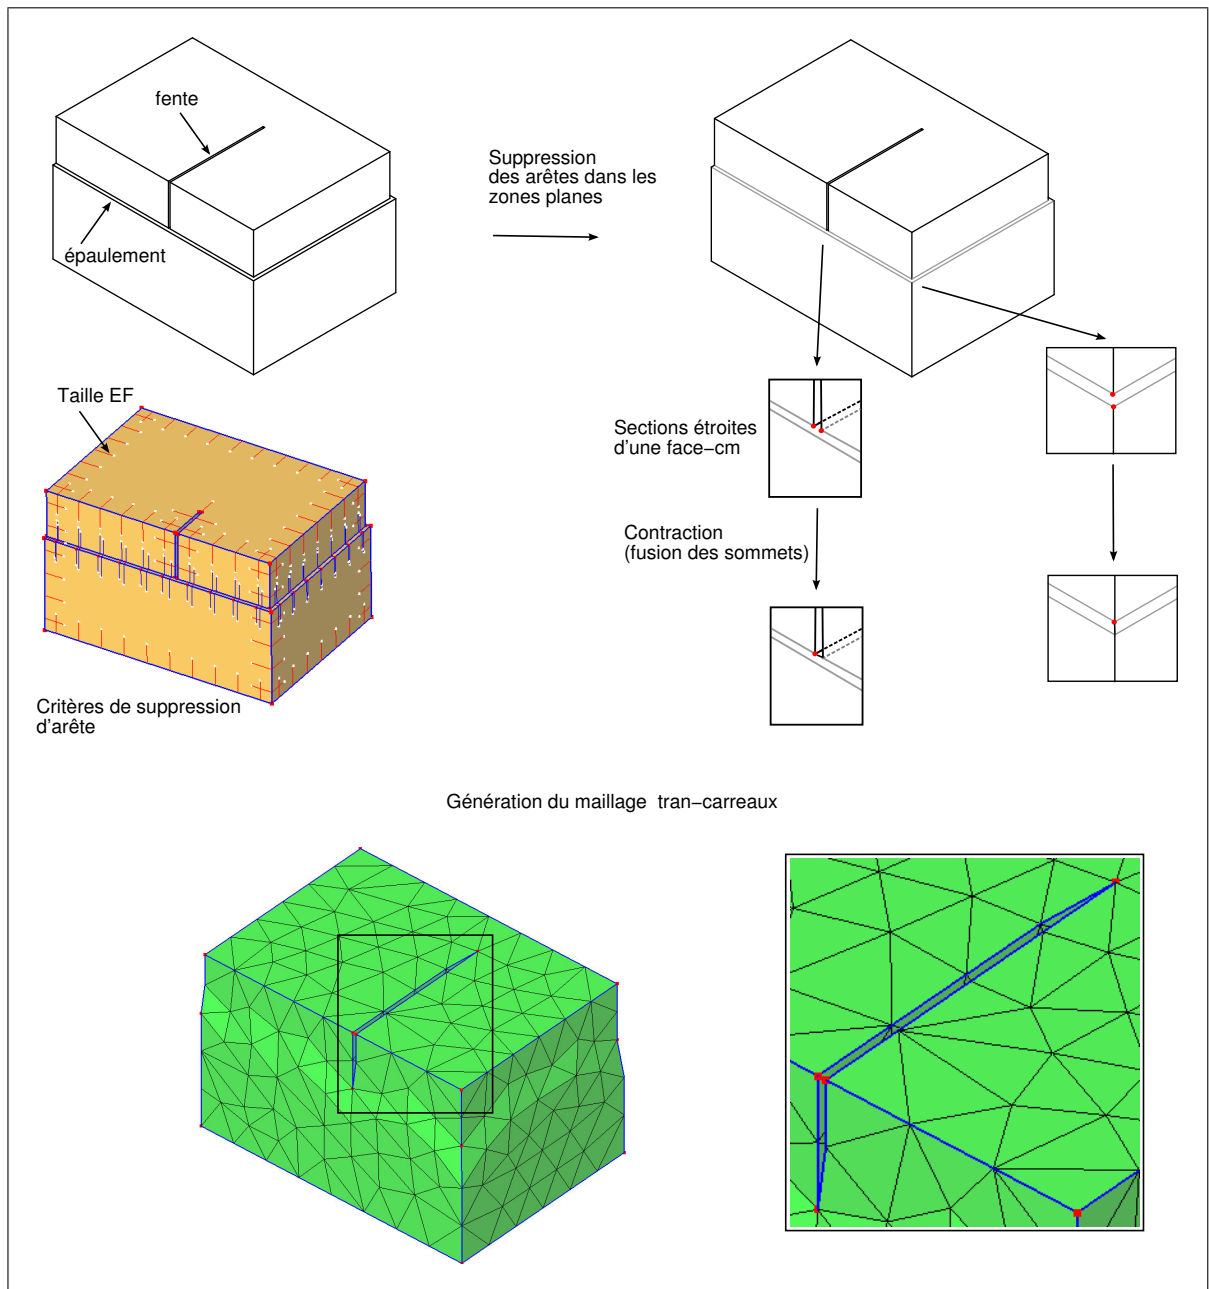 fente
épaulement
Suppression
des arêtes dans les
zones planes
Taille EF
Critères de suppression
d'arête
Sections étroites
d'une face−cm
Contraction
(fusion des sommets)
Génération du maillage tran−carreaux